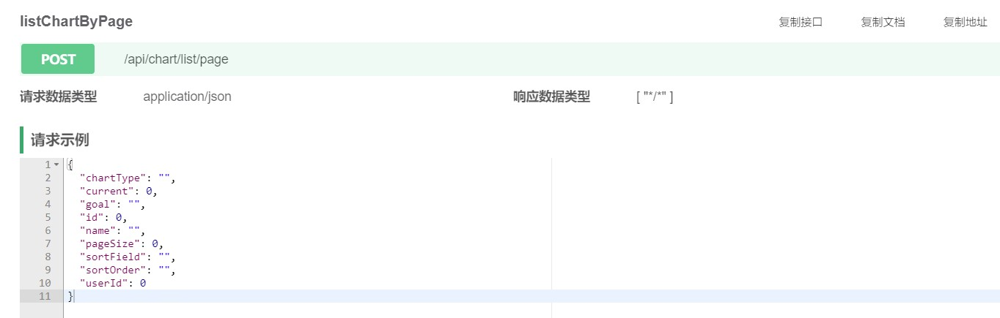 listChartByPage 复制接口 复制文档 复制地址
POST /api/chart/list/page
请求数据类型 application/json 响应数据类型 [ "*/*" ]
请求示例
1 {
2 "chartType": "",
3 "current": 0,
4 "goal": "",
5 "id": 0,
6 "name": "",
7 "pageSize": 0,
8 "sortField": "",
9 "sortOrder": "",
10 "userId": 0
11 }